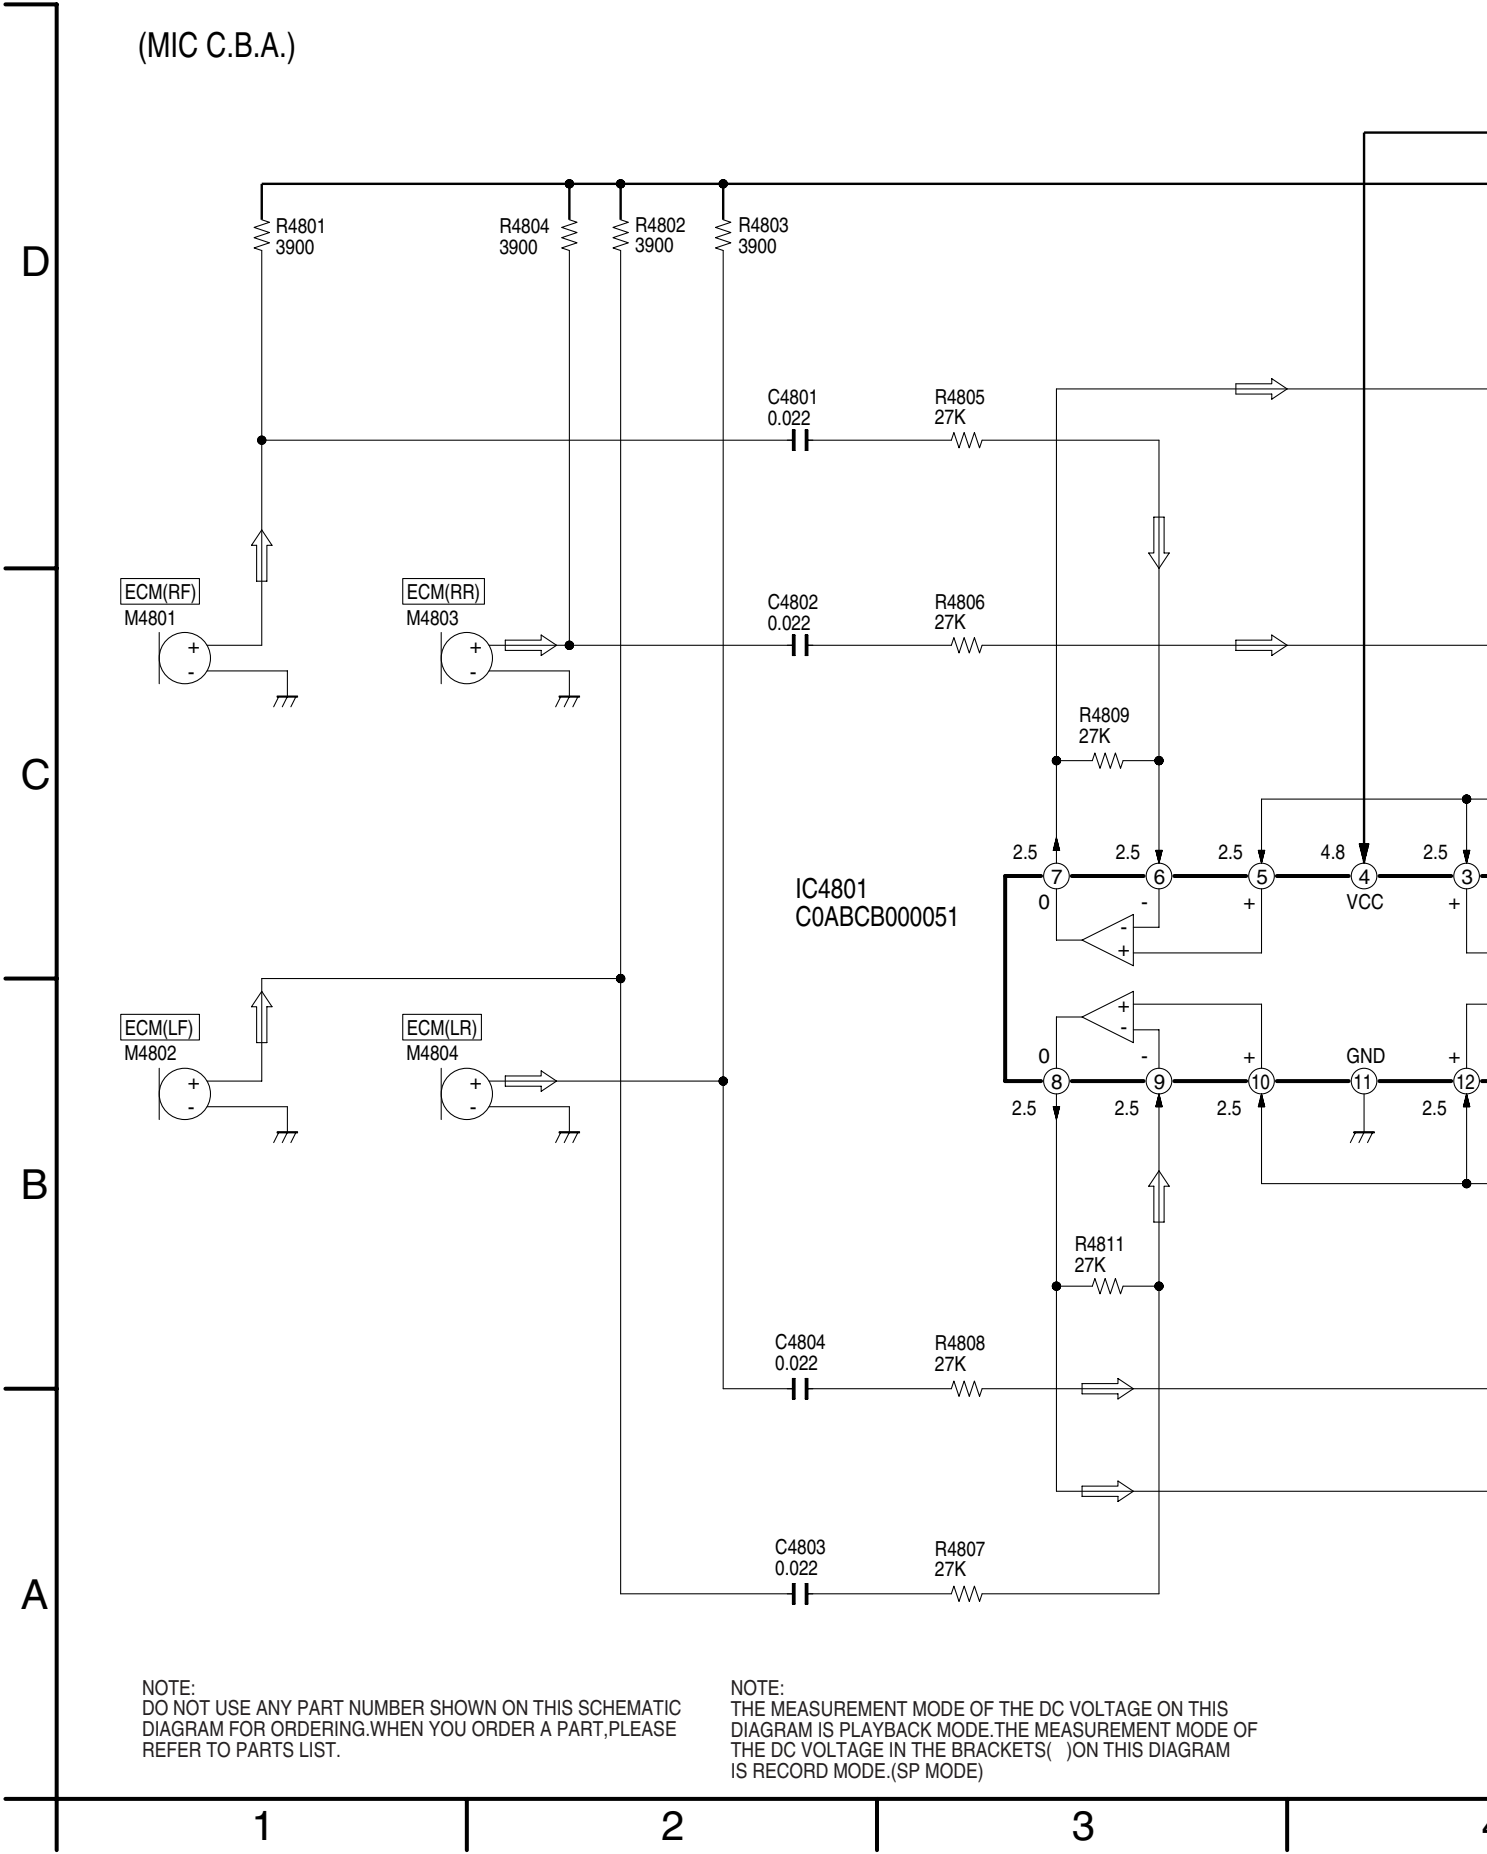 (MIC C.B.A.)
D
R4801
3900
R4804
3900
R4802
3900
R4803
3900
C4801
0.022
R4805
27K
ECM(RF)
M4801
+
-
ECM(RR)
M4803
+
-
C4802
0.022
R4806
27K
R4809
27K
C
IC4801
C0ABCB000051
2.5 2.5 2.5 4.8 2.5
7 6 5 4 3
0 - + VCC +
-
+
ECM(LF)
M4802
+
-
ECM(LR)
M4804
+
-
+
-
0 - + GND +
8 9 10 11 12
2.5 2.5 2.5 2.5
B
R4811
27K
C4804
0.022
R4808
27K
C4803
0.022
R4807
27K
A
NOTE:
DO NOT USE ANY PART NUMBER SHOWN ON THIS SCHEMATIC
DIAGRAM FOR ORDERING.WHEN YOU ORDER A PART,PLEASE
REFER TO PARTS LIST.
NOTE:
THE MEASUREMENT MODE OF THE DC VOLTAGE ON THIS
DIAGRAM IS PLAYBACK MODE.THE MEASUREMENT MODE OF
THE DC VOLTAGE IN THE BRACKETS( )ON THIS DIAGRAM
IS RECORD MODE.(SP MODE)
1 2 3